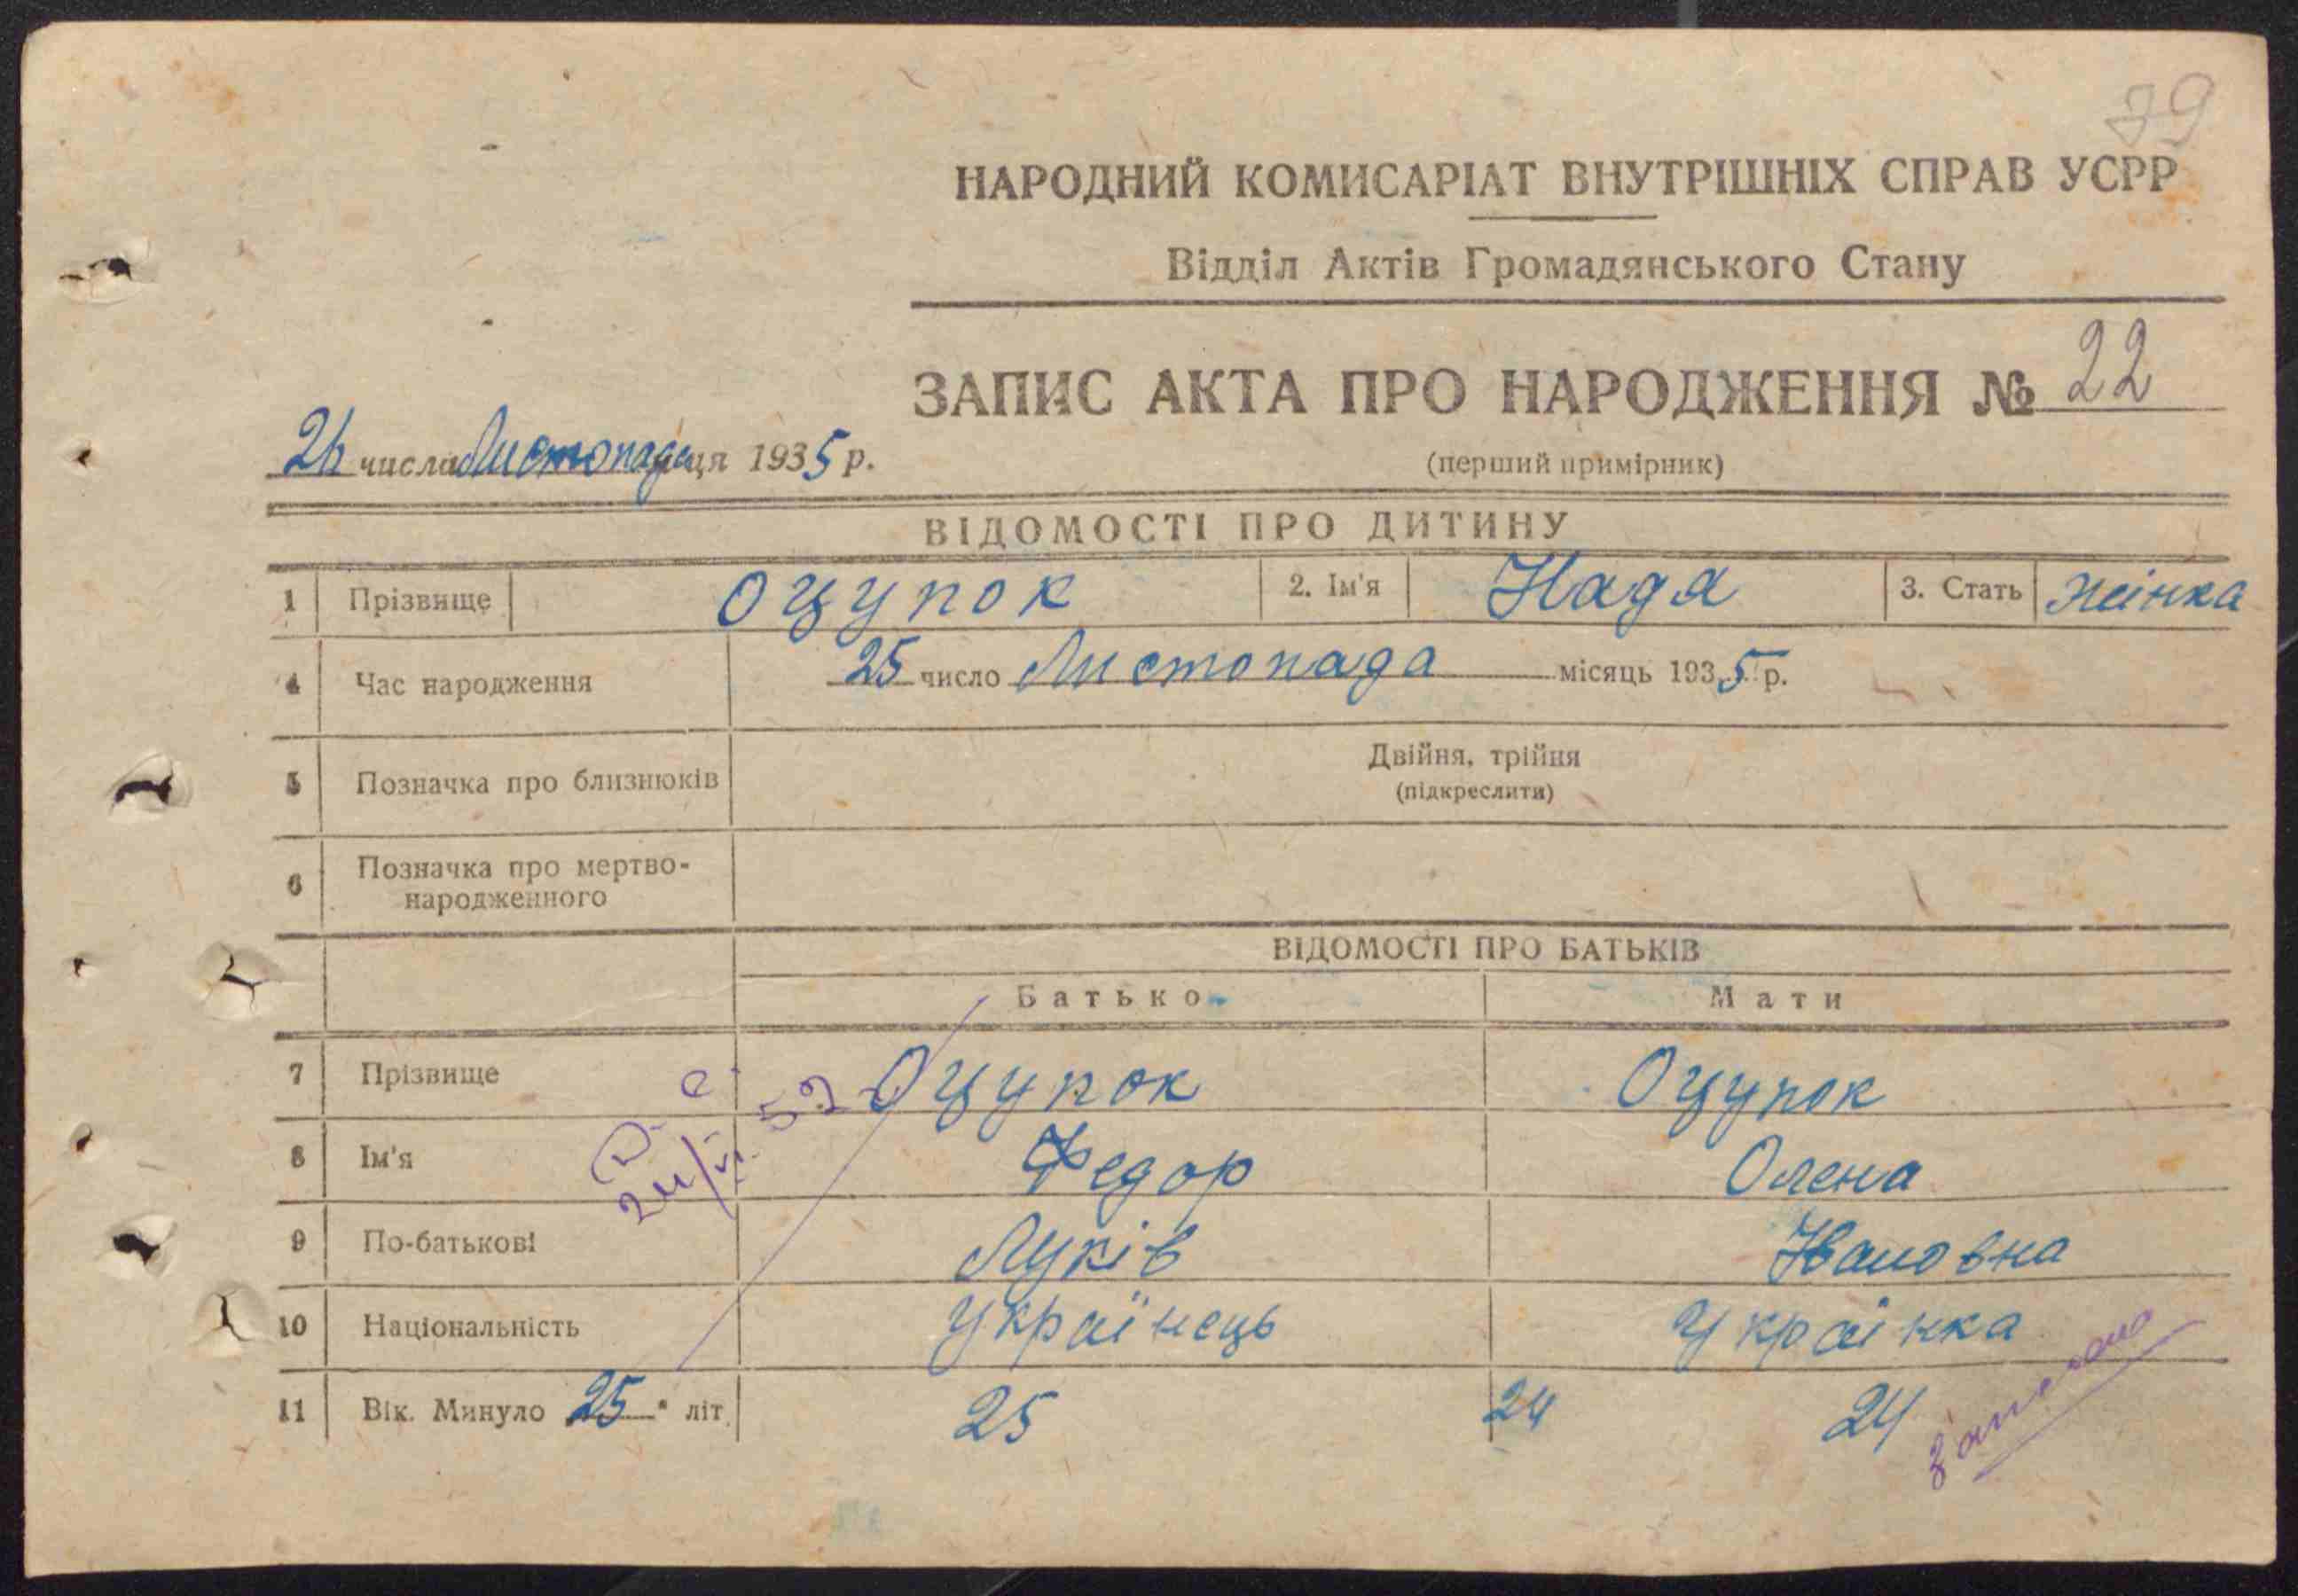 79
НАРОДНИЙ КОМИСАРІАТ ВНУТРІШНІХ СПРАВ УСРР
Відділ Актів Громадянського Стану
ЗАПИС АКТА ПРО НАРОДЖЕННЯ № 22
26 числа Листопада ця 1935 р.
(перший примірник)
ВІДОМОСТІ ПРО ДИТИНУ
1 Прізвище Оцупок 2. Ім'я Надя 3. Стать Жінка
4 Час народження 25 число Листопада місяць 1935 р.
5 Позначка про близнюків Двійня, трійня
(підкреслити)
6 Позначка про мертво-
народженного
ВІДОМОСТІ ПРО БАТЬКІВ
Батько Мати
7 Прізвище Оцупок Оцупок
8 Ім'я Федор Олена
9 По-батькові Луків Івановна
10 Національність Українець Українка
11 Вік. Минуло 25 літ 25 24 24